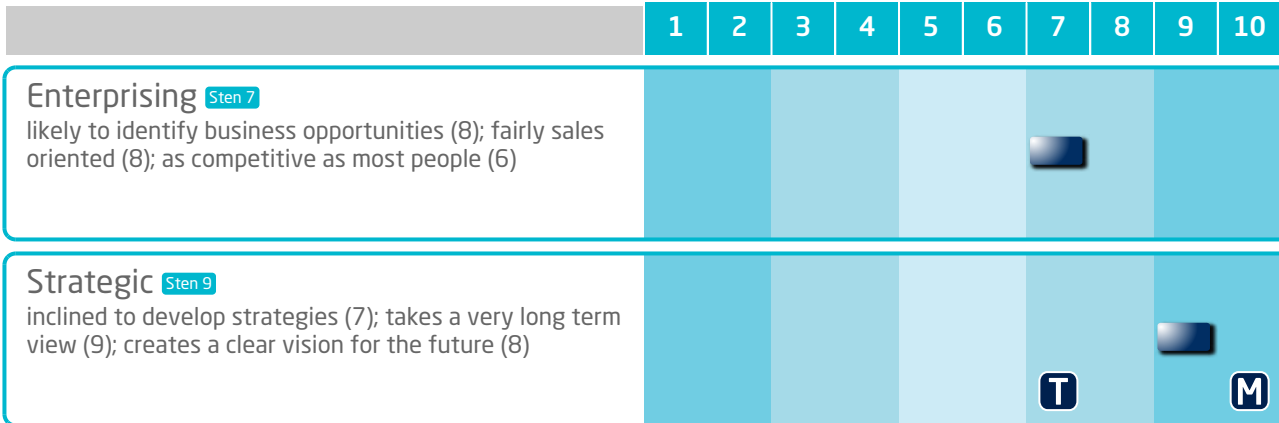 1 2 3 4 5 6 7 8 9 10
Enterprising Sten 7
likely to identify business opportunities (8); fairly sales
oriented (8); as competitive as most people (6)
Strategic Sten 9
inclined to develop strategies (7); takes a very long term
view (9); creates a clear vision for the future (8)
T M